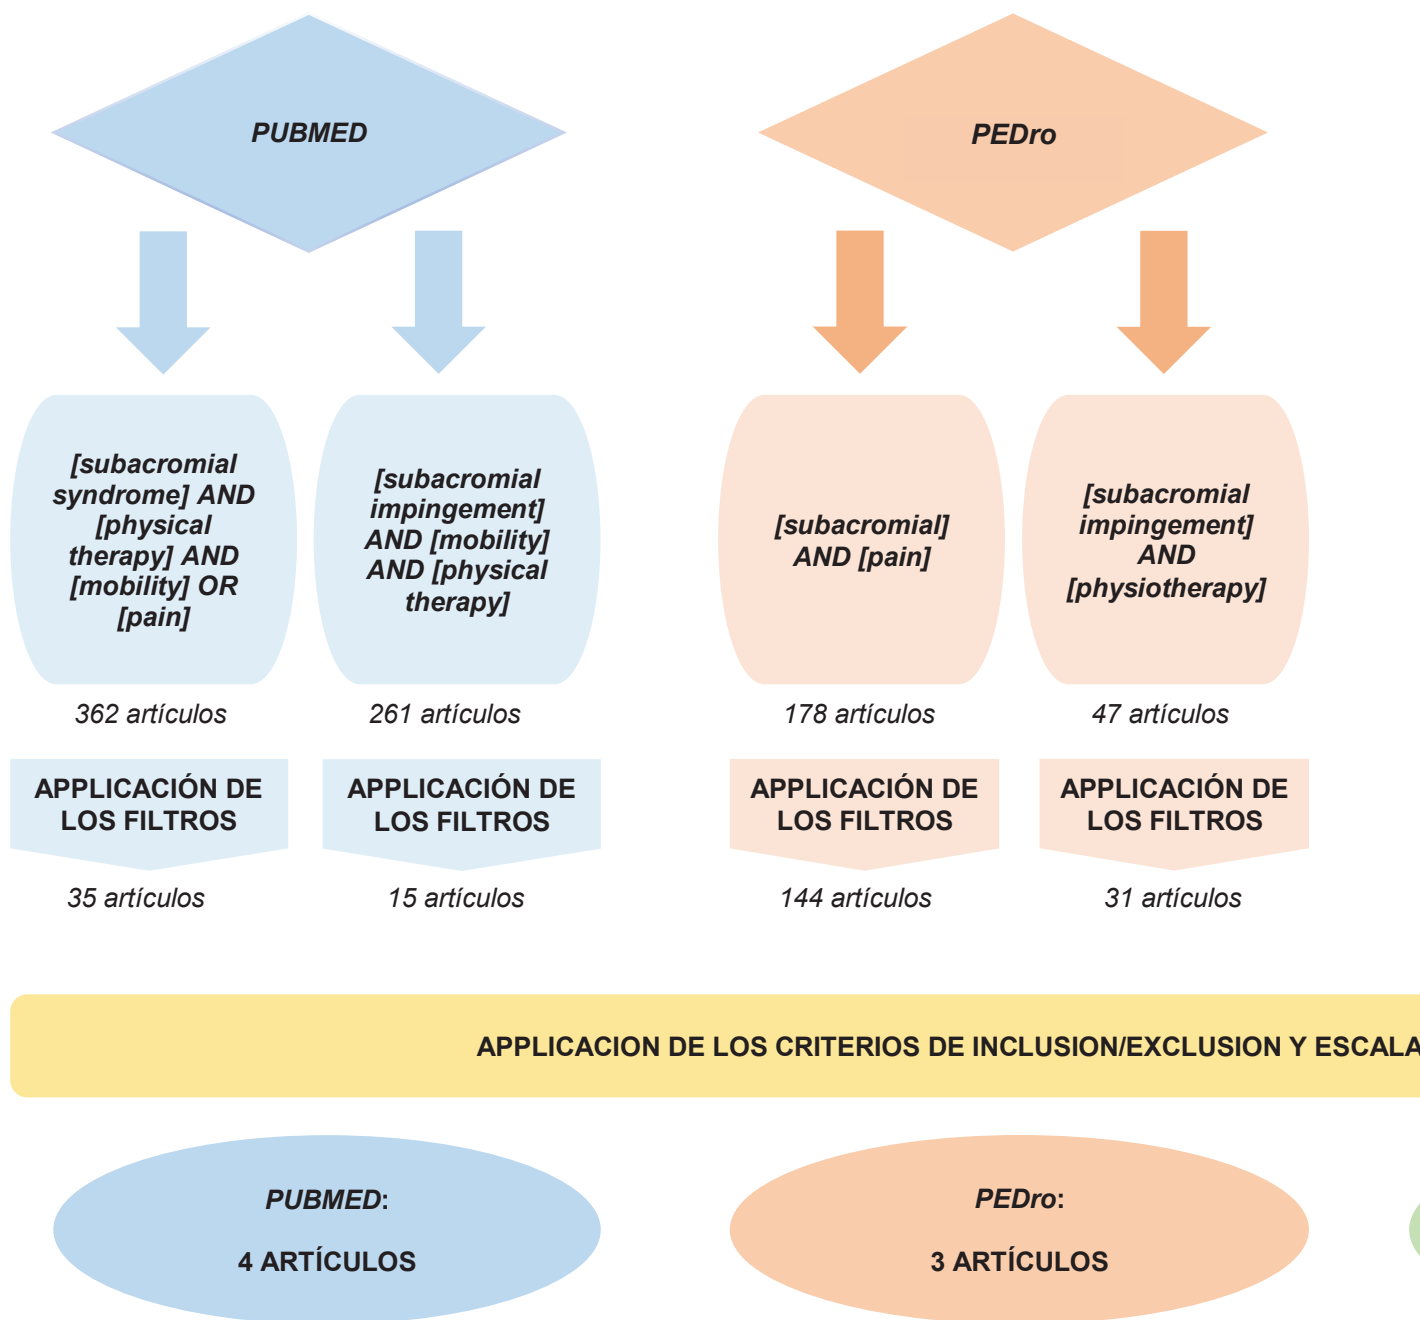 PUBMED
PEDro
[subacromial
syndrome] AND
[physical
therapy] AND
[mobility] OR
[pain]
[subacromial
impingement]
AND [mobility]
AND [physical
therapy]
[subacromial]
AND [pain]
[subacromial
impingement]
AND
[physiotherapy]
362 artículos
261 artículos
178 artículos
47 artículos
APPLICACIÓN DE
LOS FILTROS
APPLICACIÓN DE
LOS FILTROS
APPLICACIÓN DE
LOS FILTROS
APPLICACIÓN DE
LOS FILTROS
35 artículos
15 artículos
144 artículos
31 artículos
APPLICACION DE LOS CRITERIOS DE INCLUSION/EXCLUSION Y ESCALA
PUBMED:
4 ARTÍCULOS
PEDro:
3 ARTÍCULOS